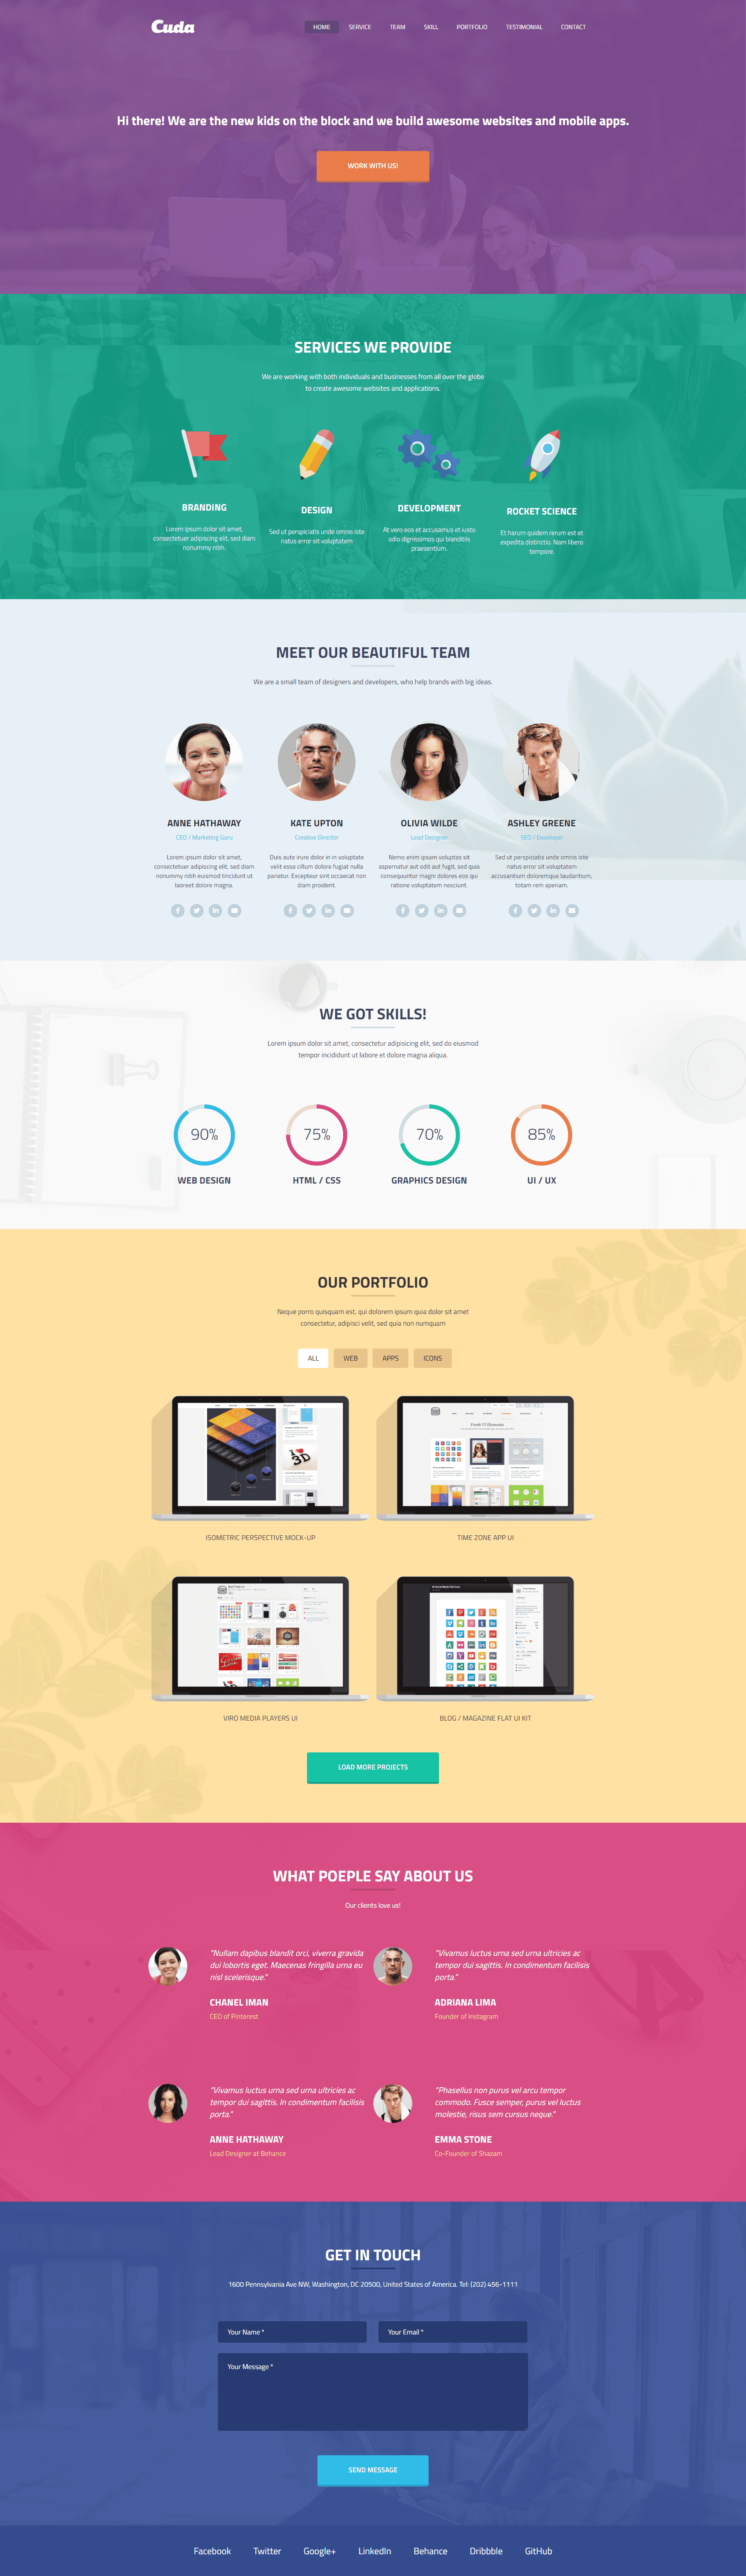 Cuda
HOME SERVICE TEAM SKILL PORTFOLIO TESTIMONIAL CONTACT
Hi there! We are the new kids on the block and we build awesome websites and mobile apps.
WORK WITH US!
SERVICES WE PROVIDE
We are working with both individuals and businesses from all over the globe
to create awesome websites and applications.
BRANDING
Lorem ipsum dolor sit amet,
consectetuer adipiscing elit, sed diam
nonummy nibh.
DESIGN
Sed ut perspiciatis unde omnis iste
natus error sit voluptatem
DEVELOPMENT
At vero eos et accusamus et iusto
odio dignissimos qui blanditiis
praesentium.
ROCKET SCIENCE
Et harum quidem rerum est et
expedita distinctio. Nam libero
tempore.
MEET OUR BEAUTIFUL TEAM
We are a small team of designers and developers, who help brands with big ideas.
ANNE HATHAWAY
CEO / Marketing Guru
Lorem ipsum dolor sit amet,
consectetuer adipiscing elit, sed diam
nonummy nibh euismod tincidunt ut
laoreet dolore magna.
KATE UPTON
Creative Director
Duis aute irure dolor in in voluptate
velit esse cillum dolore fugiat nulla
pariatur. Excepteur sint occaecat non
diam proident.
OLIVIA WILDE
Lead Designer
Nemo enim ipsam voluptas sit
aspernatur aut odit aut fugit, sed quia
consequuntur magni dolores eos qui
ratione voluptatem nesciunt.
ASHLEY GREENE
SEO / Developer
Sed ut perspiciatis unde omnis iste
natus error sit voluptatem
accusantium doloremque laudantium,
totam rem aperiam.
WE GOT SKILLS!
Lorem ipsum dolor sit amet, consectetur adipisicing elit, sed do eiusmod
tempor incididunt ut labore et dolore magna aliqua.
90% 75% 70% 85%
WEB DESIGN HTML / CSS GRAPHICS DESIGN UI / UX
OUR PORTFOLIO
Neque porro quisquam est, qui dolorem ipsum quia dolor sit amet
consectetur, adipisci velit, sed quia non numquam
ALL WEB APPS ICONS
I 3D
ISOMETRIC PERSPECTIVE MOCK-UP
TIME ZONE APP UI
VIRO MEDIA PLAYERS UI
BLOG / MAGAZINE FLAT UI KIT
LOAD MORE PROJECTS
WHAT POEPLE SAY ABOUT US
Our clients love us!
"Nullam dapibus blandit orci, viverra gravida
dui lobortis eget. Maecenas fringilla urna eu
nisl scelerisque."
CHANEL IMAN
CEO of Pinterest
"Vivamus luctus urna sed urna ultricies ac
tempor dui sagittis. In condimentum facilisis
porta."
ADRIANA LIMA
Founder of Instagram
"Vivamus luctus urna sed urna ultricies ac
tempor dui sagittis. In condimentum facilisis
porta."
ANNE HATHAWAY
Lead Designer at Behance
"Phasellus non purus vel arcu tempor
commodo. Fusce semper, purus vel luctus
molestie, risus sem cursus neque."
EMMA STONE
Co-Founder of Shazam
GET IN TOUCH
1600 Pennsylvania Ave NW, Washington, DC 20500, United States of America. Tel: (202) 456-1111
Your Name * Your Email *
Your Message *
SEND MESSAGE
Facebook Twitter Google+ LinkedIn Behance Dribbble GitHub